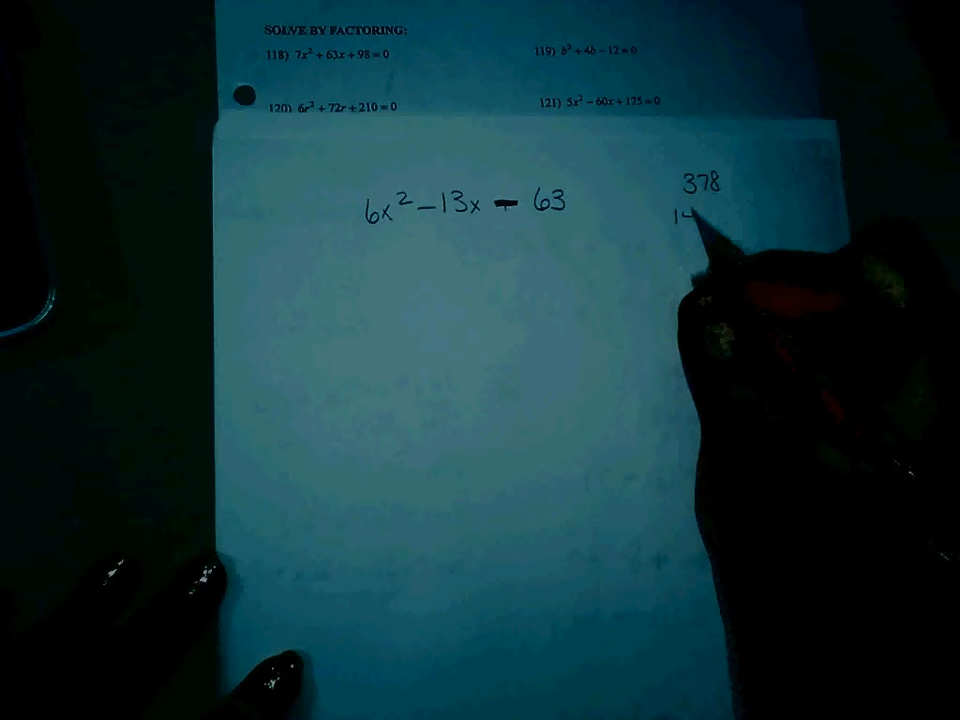 SOLVE BY FACTORING:
118) 7x² + 63x + 98 = 0
119) b² + 4b − 12 = 0
120) 6r² + 72r + 210 = 0
121) 5x² − 60x + 175 = 0
378
6x² − 13x − 63
14